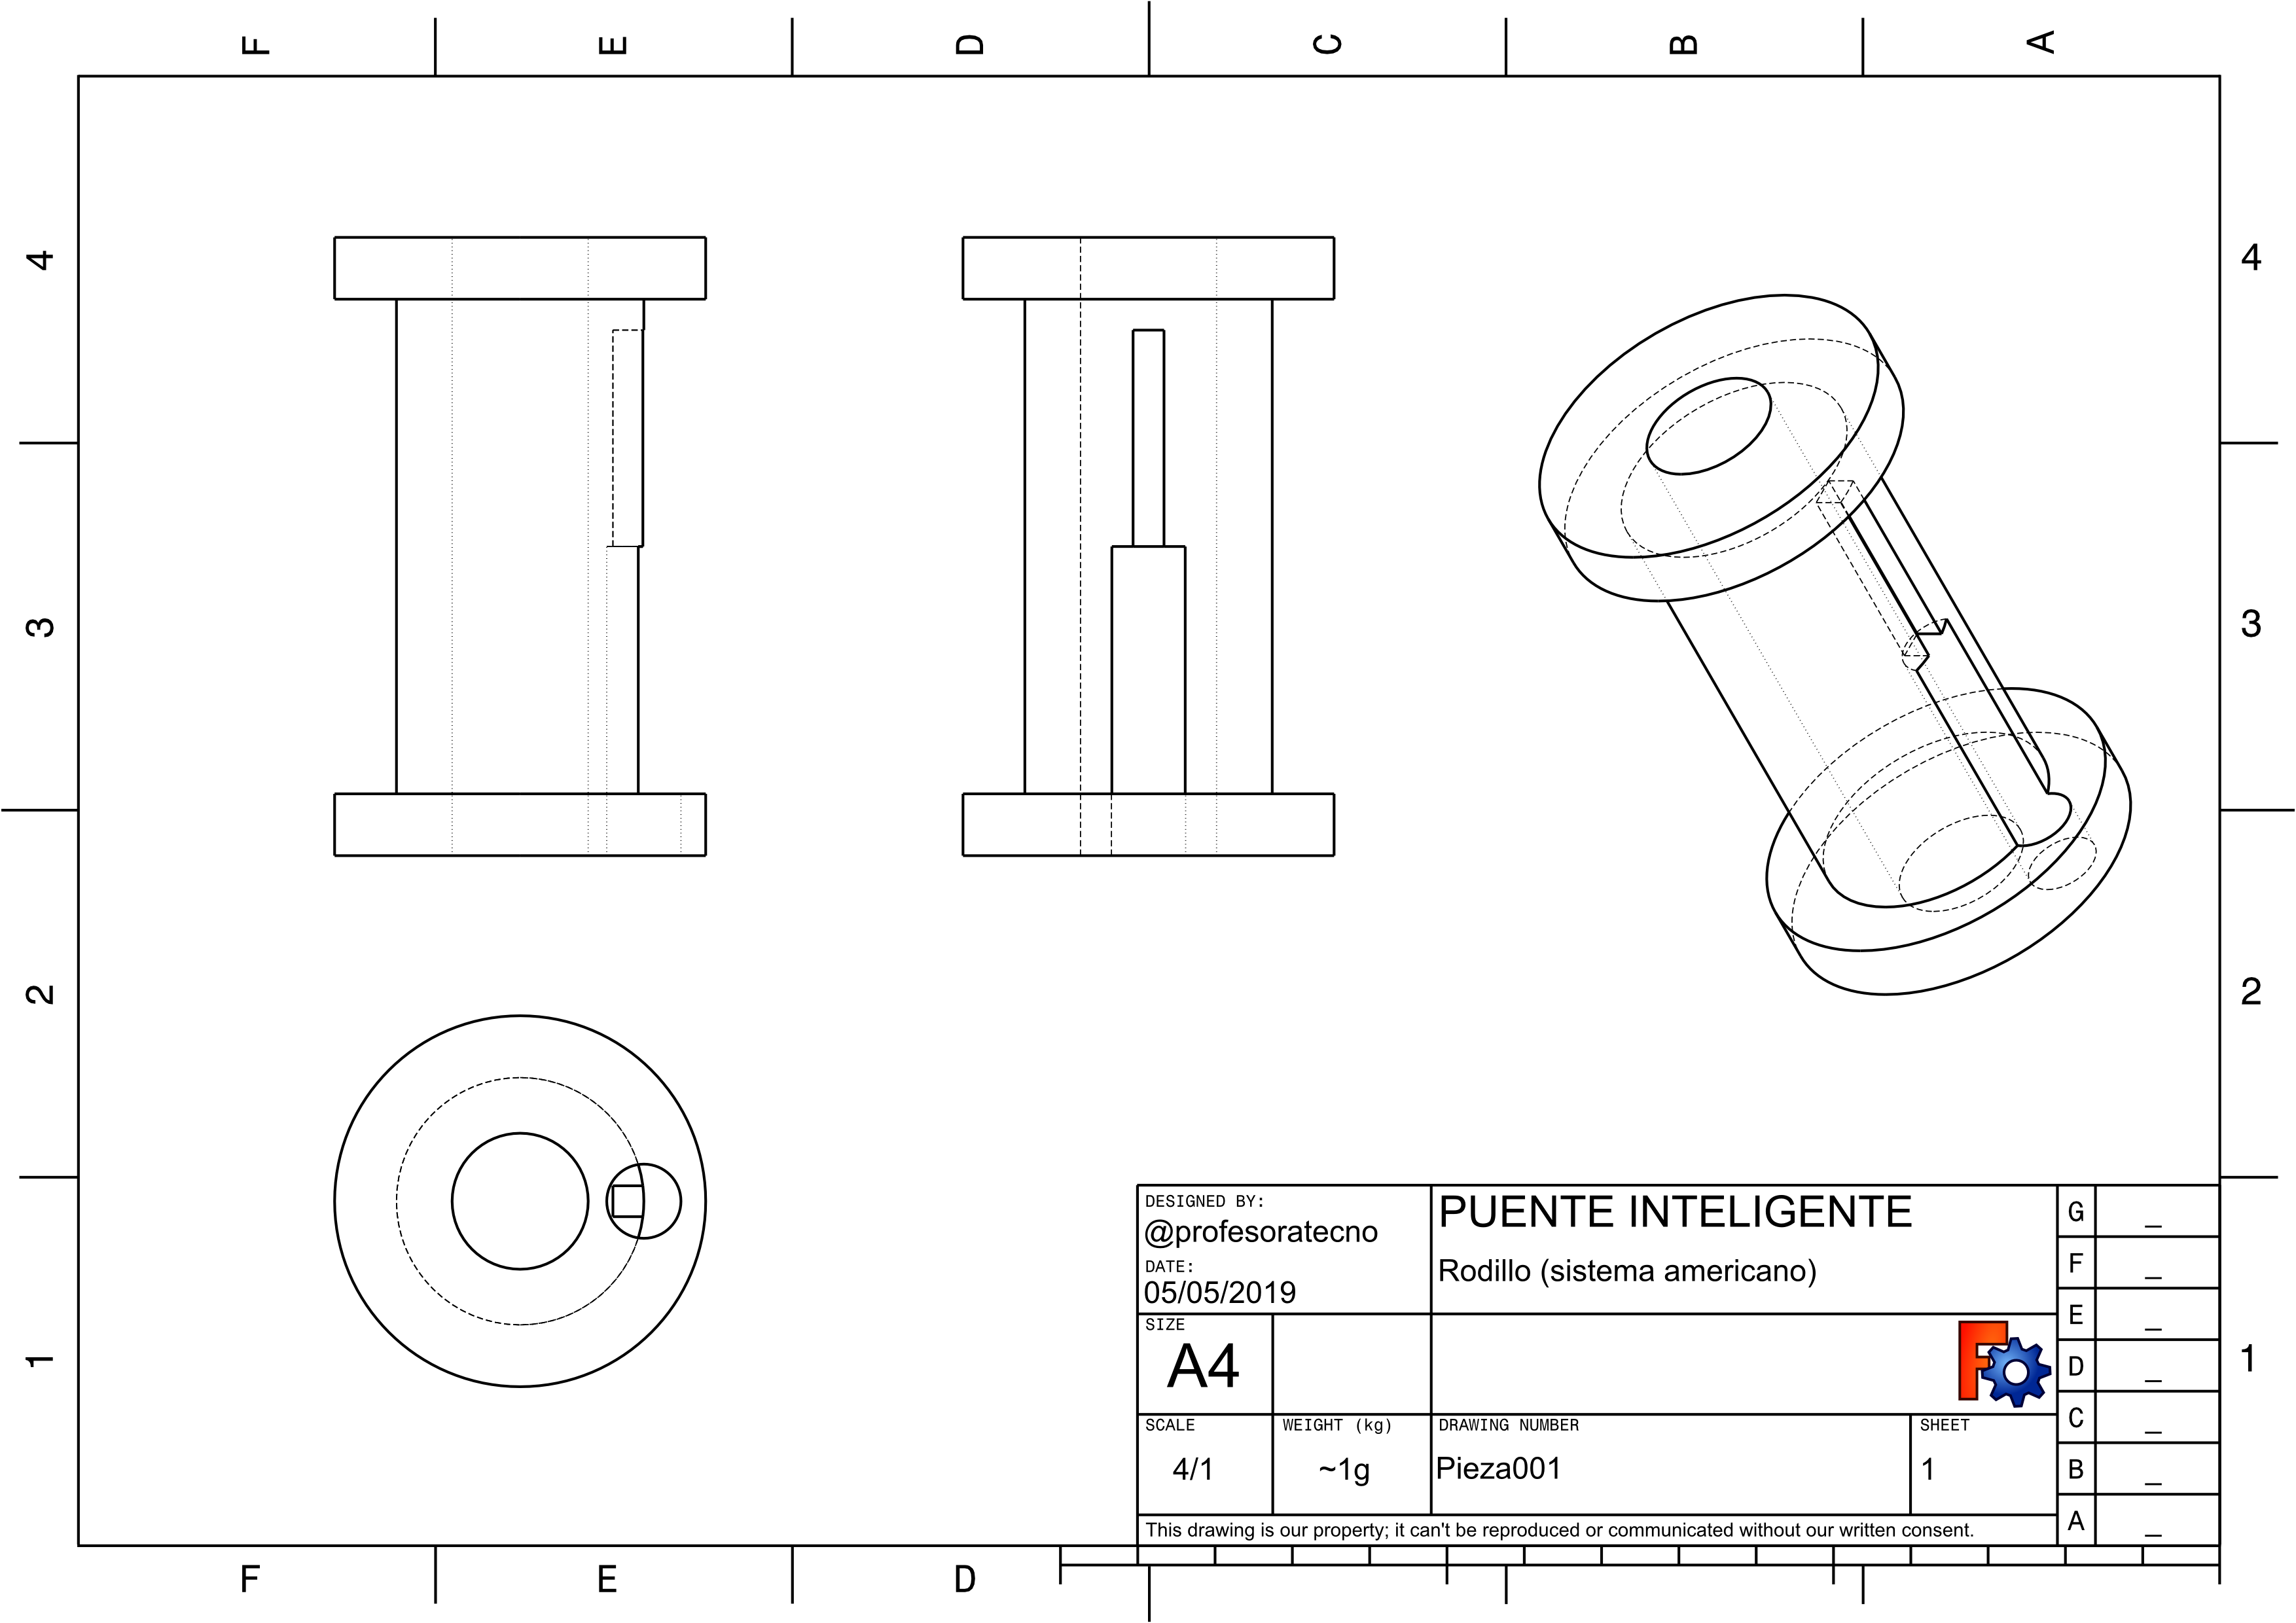 F E D C B A
4 4
3 3
2 2
1 1
DESIGNED BY:
@profesoratecno
DATE:
05/05/2019
PUENTE INTELIGENTE
Rodillo (sistema americano)
SIZE
A4
SCALE
4/1
WEIGHT (kg)
~1g
DRAWING NUMBER
Pieza001
SHEET
1
G _
F _
E _
D _
C _
B _
A _
This drawing is our property; it can't be reproduced or communicated without our written consent.
F E D